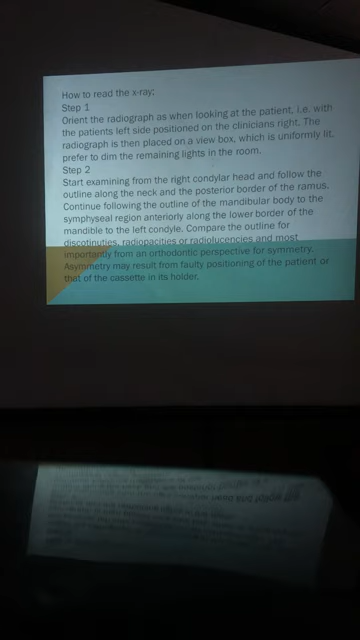 How to read the x-ray;
Step 1
Orient the radiograph as when looking at the patient, i.e. with
the patients left side positioned on the clinicians right. The
radiograph is then placed on a view box, which is uniformly lit,
prefer to dim the remaining lights in the room.
Step 2
Start examining from the right condylar head and follow the
outline along the neck and the posterior border of the ramus.
Continue following the outline of the mandibular body to the
symphyseal region anteriorly along the lower border of the
mandible to the left condyle. Compare the outline for
discotinuties, radiopacities or radiolucencies and most
importantly from an orthodontic perspective for symmetry.
Asymmetry may result from faulty positioning of the patient or
that of the cassette in its holder.